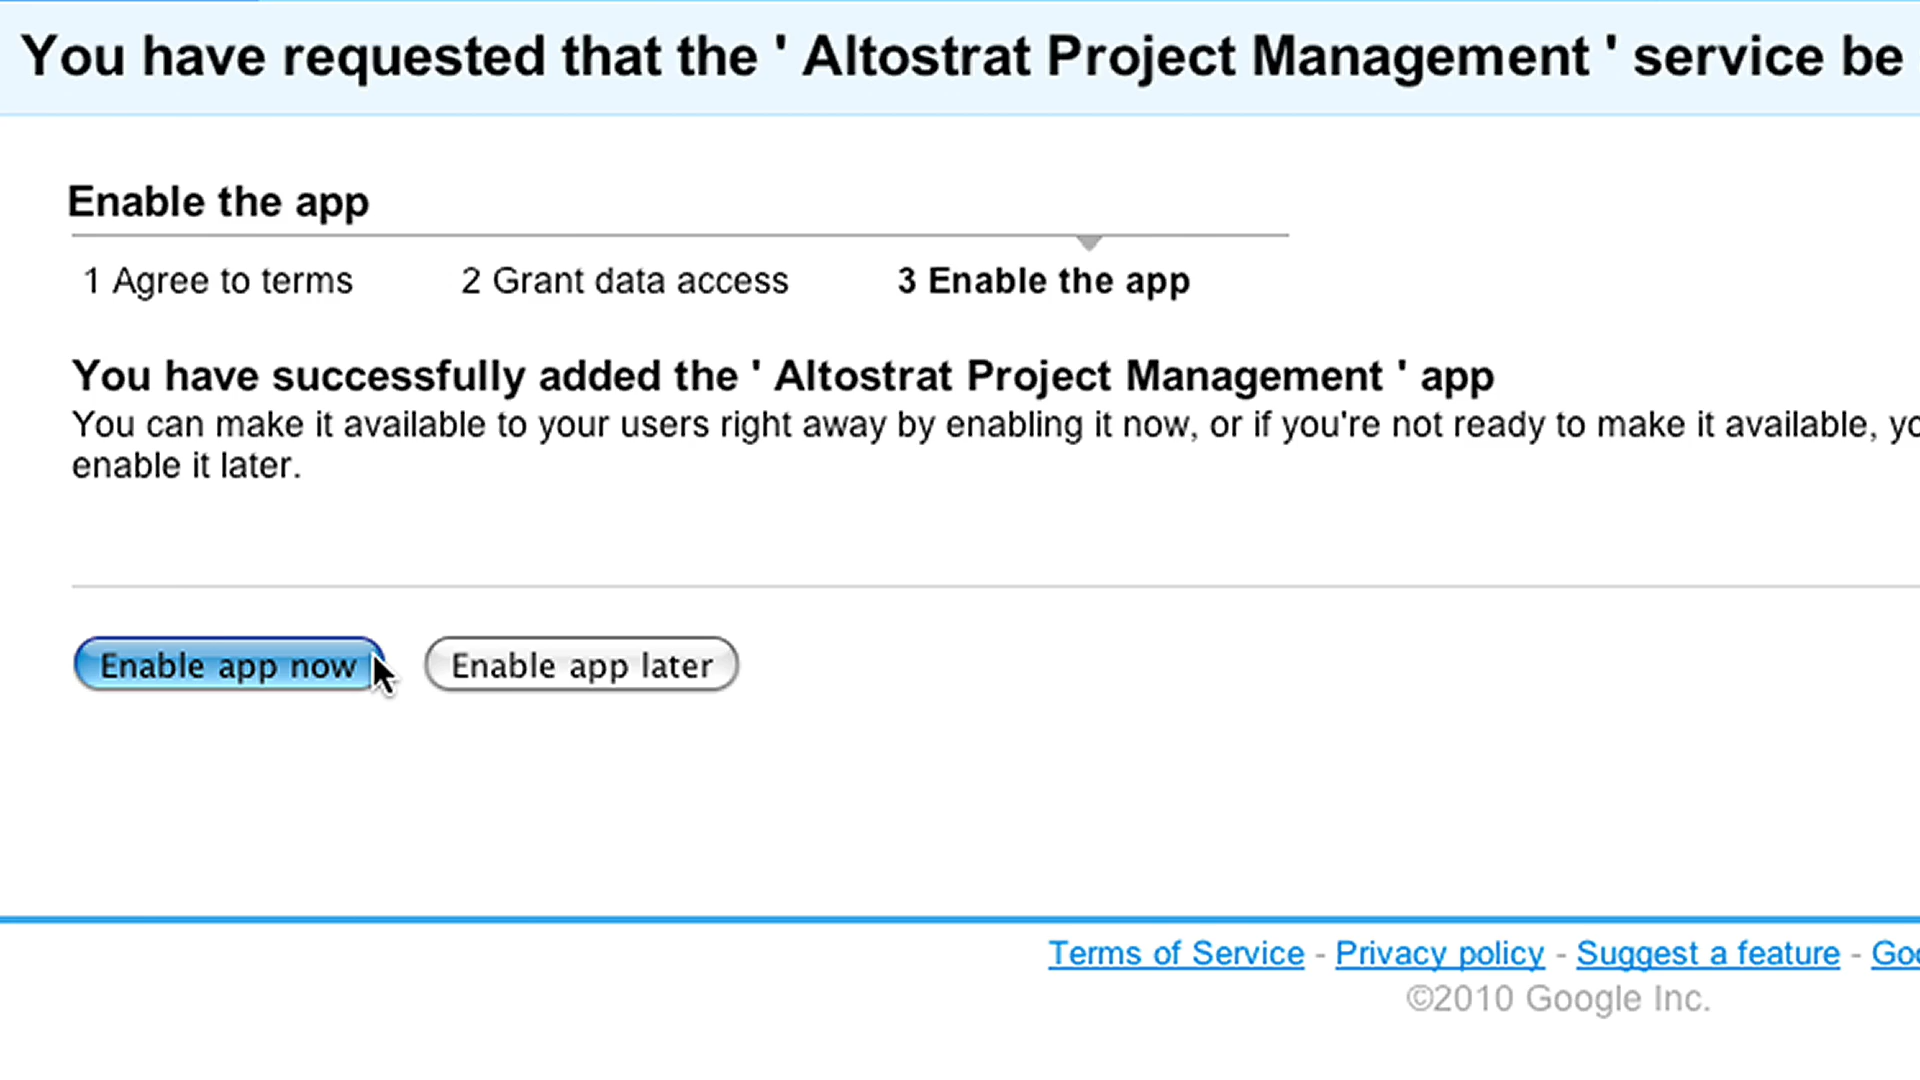 You have requested that the ' Altostrat Project Management ' service be
Enable the app
1 Agree to terms 2 Grant data access 3 Enable the app
You have successfully added the ' Altostrat Project Management ' app
You can make it available to your users right away by enabling it now, or if you're not ready to make it available,
enable it later.
Enable app now Enable app later
Terms of Service - Privacy policy - Suggest a feature -
©2010 Google Inc.